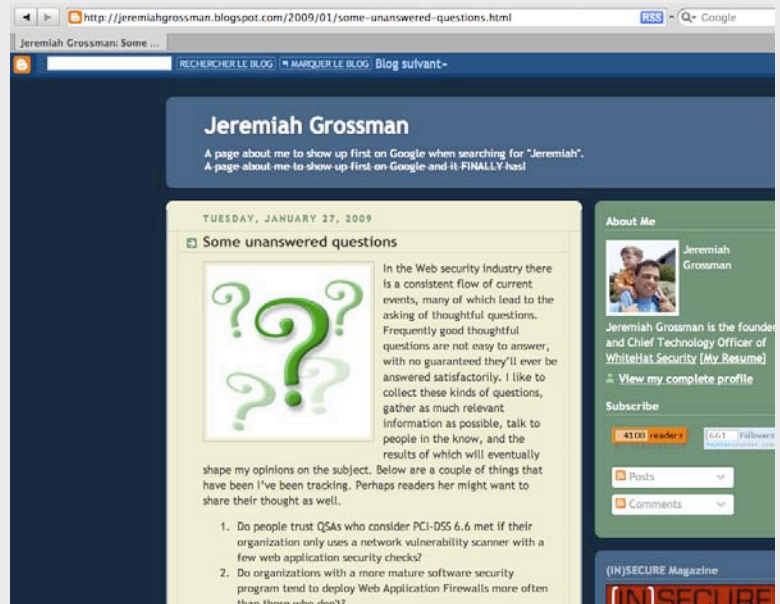 http://jeremiahgrossman.blogspot.com/2009/01/some-unanswered-questions.html
RSS
Google
Jeremiah Grossman: Some ...
RECHERCHER LE BLOG
MARQUER LE BLOG
Blog suivant»
Jeremiah Grossman
A page about me to show up first on Google when searching for "Jeremiah".
A page about me to show up first on Google and it FINALLY has!
TUESDAY, JANUARY 27, 2009
Some unanswered questions
In the Web security industry there
is a consistent flow of current
events, many of which lead to the
asking of thoughtful questions.
Frequently good thoughtful
questions are not easy to answer,
with no guaranteed they'll ever be
answered satisfactorily. I like to
collect these kinds of questions,
gather as much relevant
information as possible, talk to
people in the know, and the
results of which will eventually
shape my opinions on the subject. Below are a couple of things that
have been I've been tracking. Perhaps readers her might want to
share their thought as well.
1. Do people trust QSAs who consider PCI-DSS 6.6 met if their
organization only uses a network vulnerability scanner with a
few web application security checks?
2. Do organizations with a more mature software security
program tend to deploy Web Application Firewalls more often
than those who don't?
About Me
Jeremiah
Grossman
Jeremiah Grossman is the founder
and Chief Technology Officer of
WhiteHat Security [My Resume]
View my complete profile
Subscribe
4100 readers
661 Followers
Posts
Comments
(IN)SECURE Magazine
(IN)SECURE